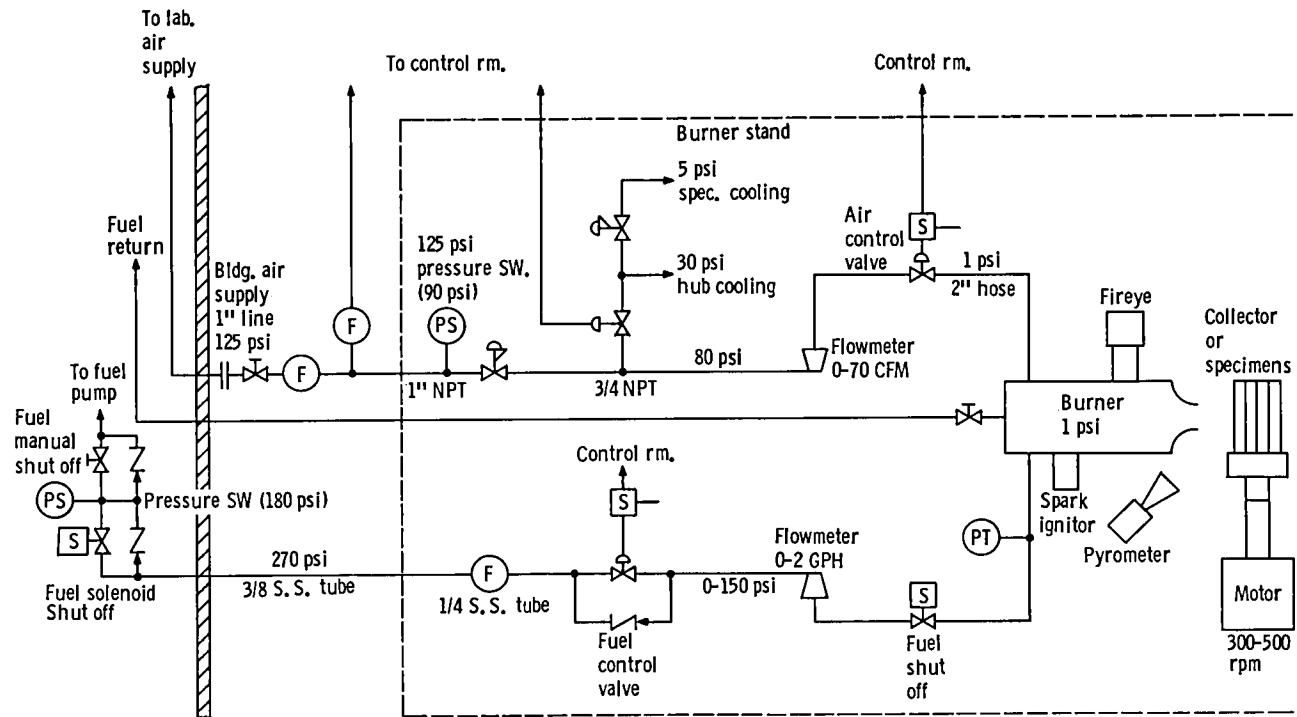 To lab.
air
supply
To control rm.
Control rm.
Burner stand
5 psi
spec. cooling
Fuel
return
Bldg. air
supply
1" line
125 psi
125 psi
pressure SW.
(90 psi)
30 psi
hub cooling
Air
control
valve
S
1 psi
2" hose
Fireye
Collector
or
specimens
F
PS
F
1" NPT
3/4 NPT
80 psi
Flowmeter
0-70 CFM
To fuel
pump
Fuel
manual
shut off
PS
Pressure SW (180 psi)
S
Fuel solenoid
Shut off
Burner
1 psi
Spark
ignitor
Pyrometer
Control rm.
S
270 psi
3/8 S. S. tube
F
1/4 S. S. tube
Fuel
control
valve
0-150 psi
Flowmeter
0-2 GPH
PT
S
Fuel
shut
off
Motor
300-500
rpm